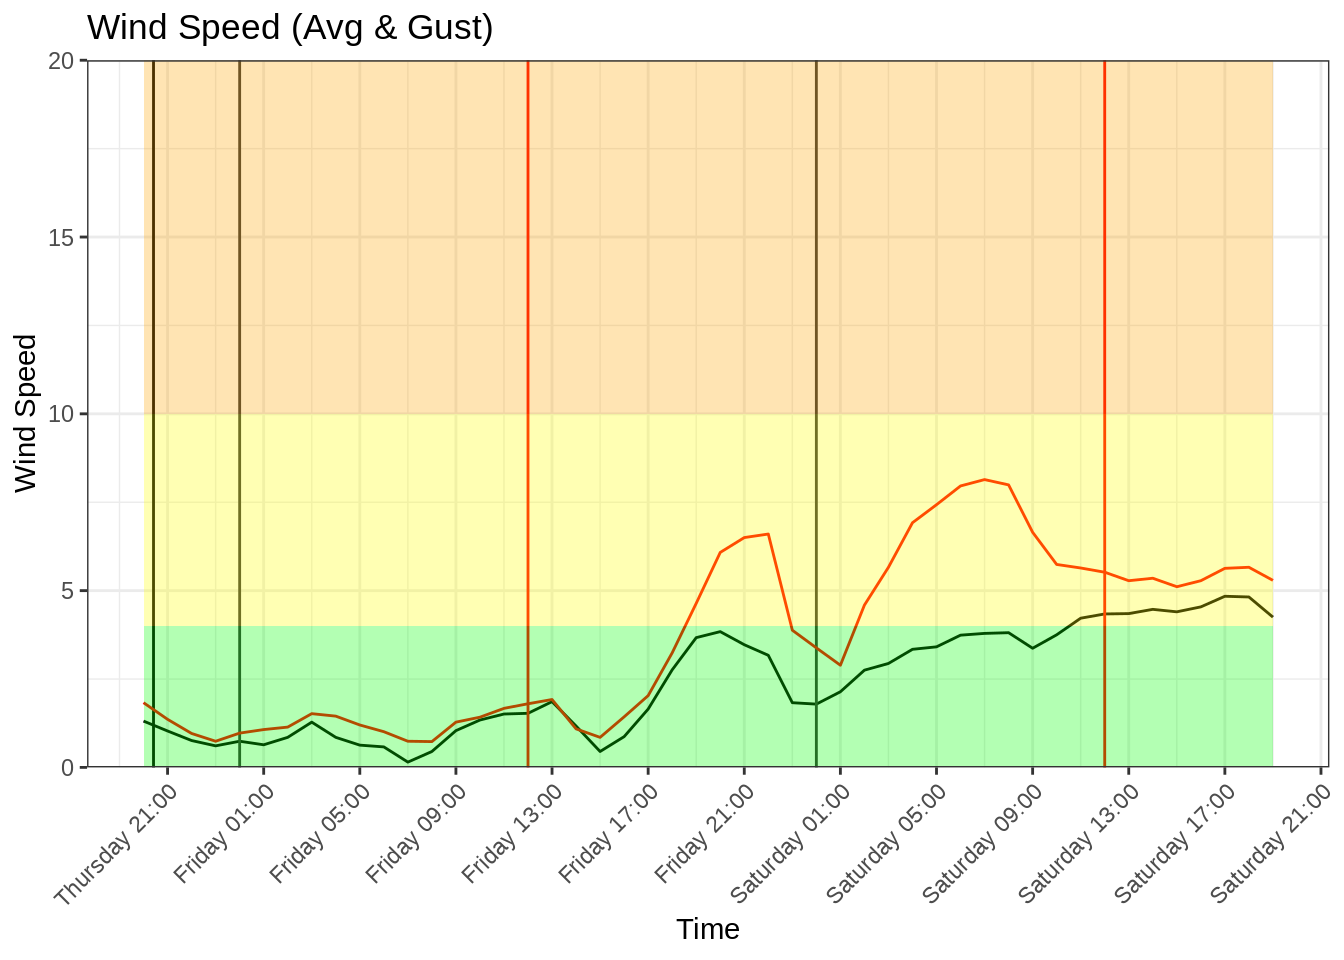 Wind Speed (Avg & Gust)
20
15
10
5
0
Wind Speed
Thursday 21:00
Friday 01:00
Friday 05:00
Friday 09:00
Friday 13:00
Friday 17:00
Friday 21:00
Saturday 01:00
Saturday 05:00
Saturday 09:00
Saturday 13:00
Saturday 17:00
Saturday 21:00
Time